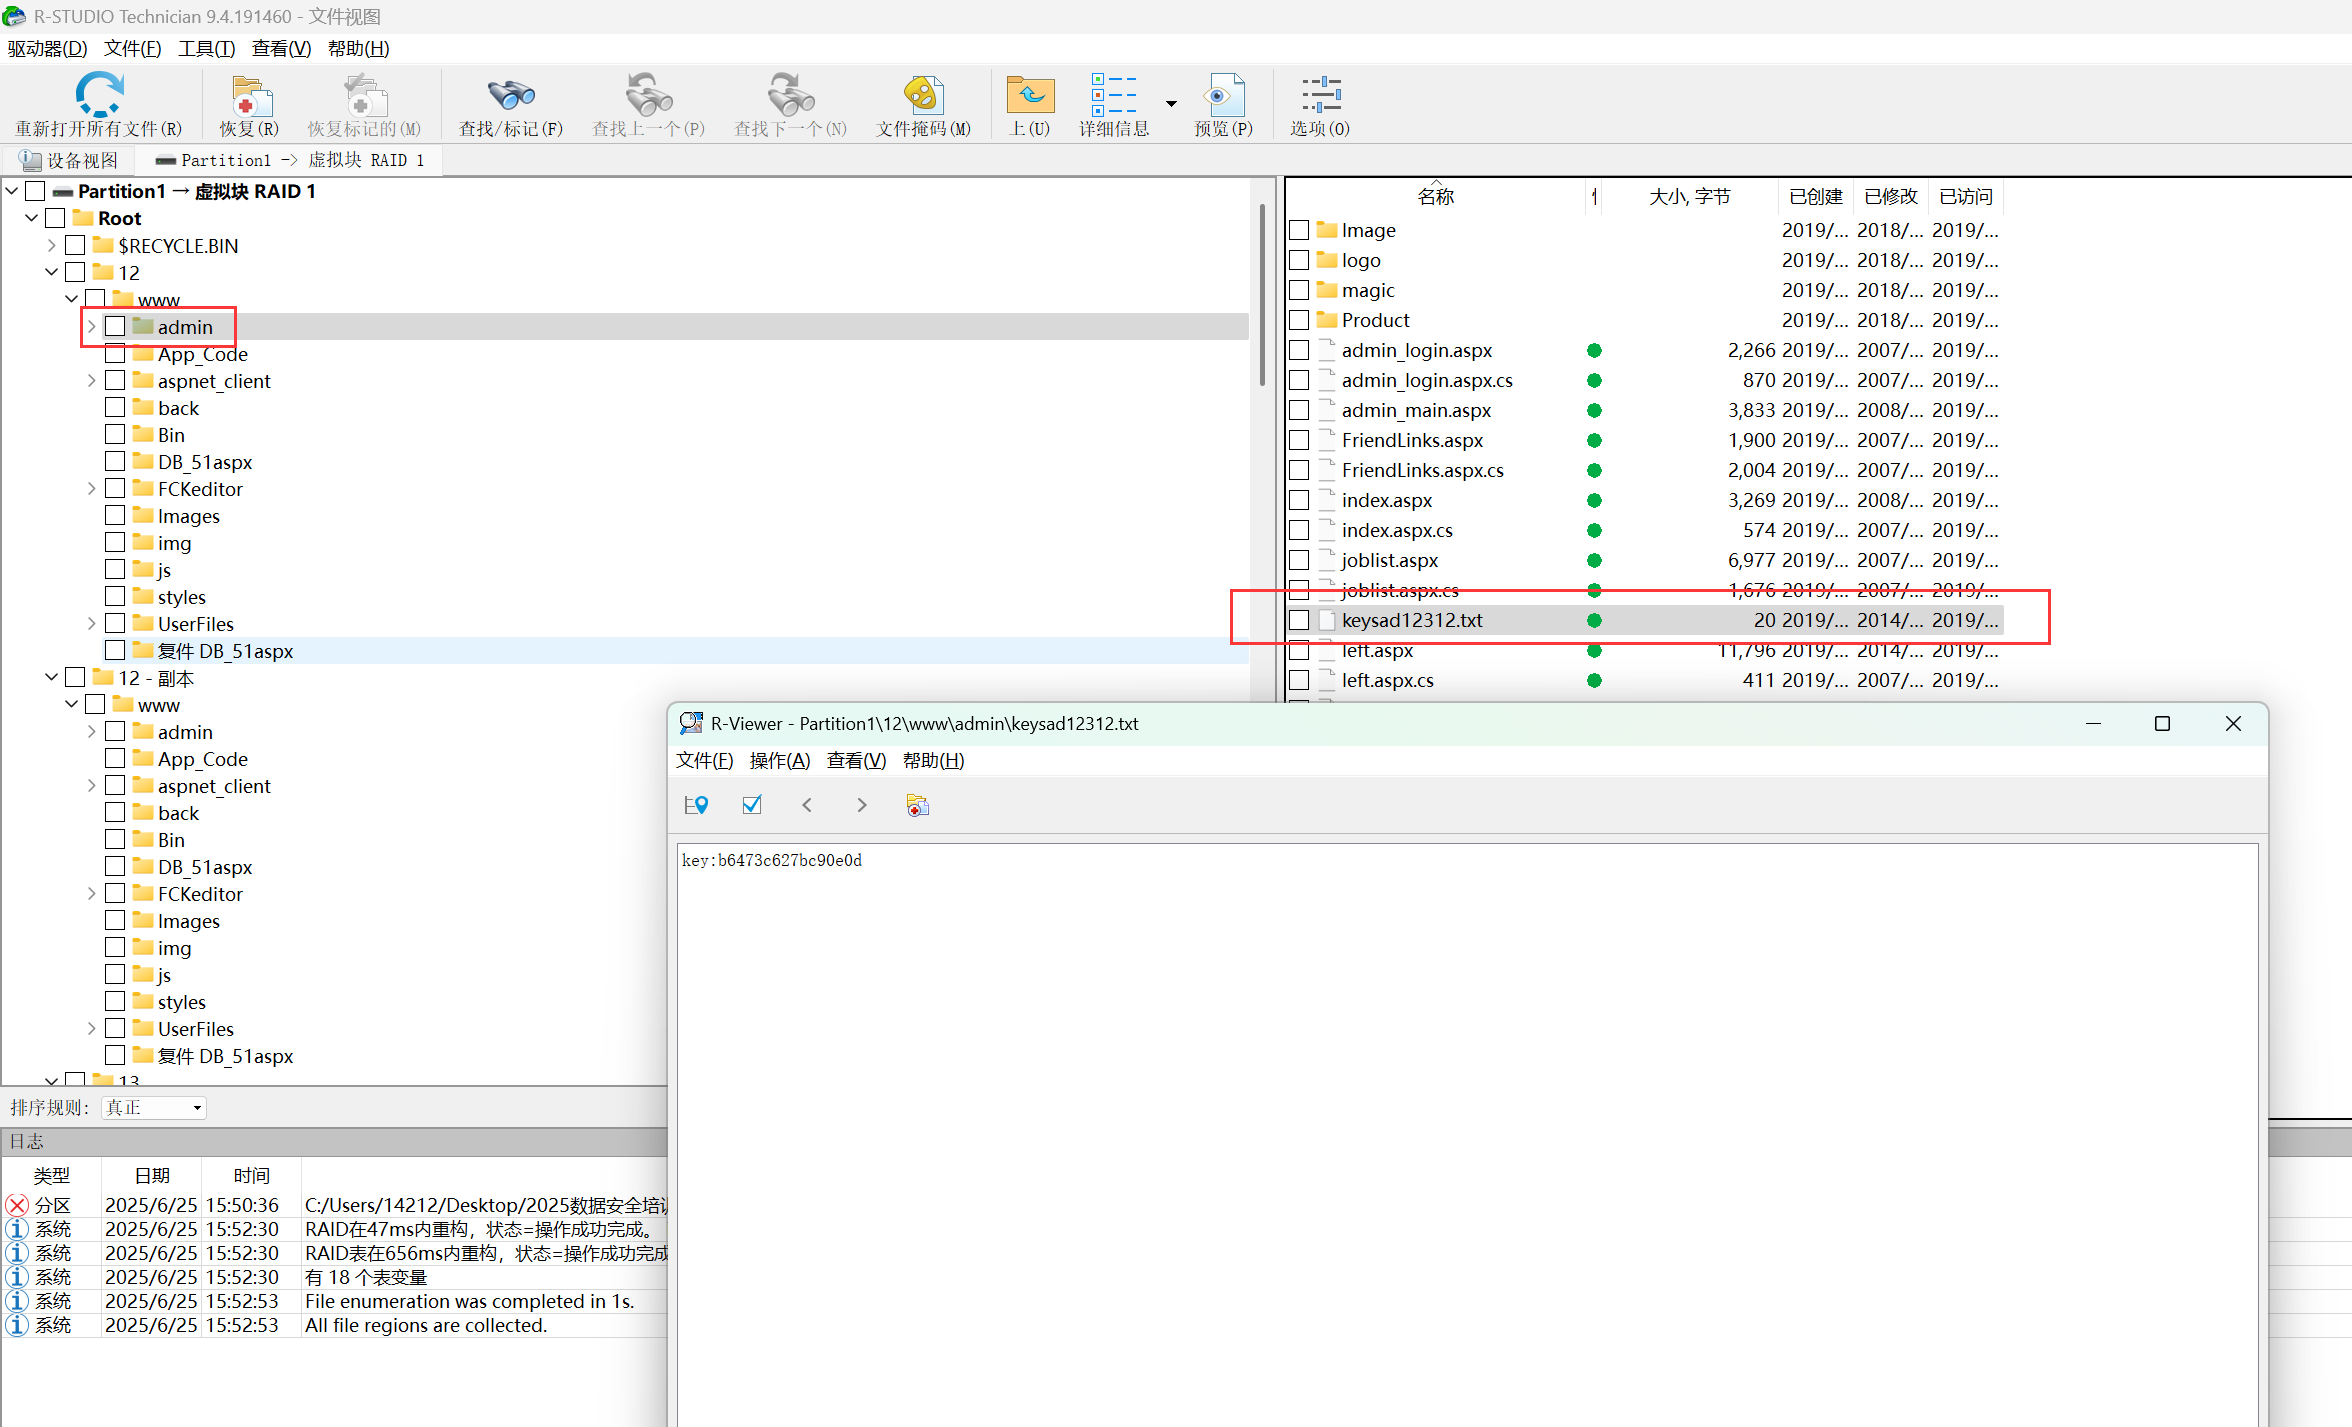 R-STUDIO Technician 9.4.191460 - 文件视图
驱动器(D) 文件(F) 工具(T) 查看(V) 帮助(H)
重新打开所有文件(R) 恢复(R) 恢复标记的(M) 查找/标记(F) 查找上一个(P) 查找下一个(N) 文件掩码(M) 上(U) 详细信息 预览(P) 选项(O)
设备视图 Partition1 -> 虚拟块 RAID 1
Partition1 → 虚拟块 RAID 1
Root
$RECYCLE.BIN
12
www
admin
App_Code
aspnet_client
back
Bin
DB_51aspx
FCKeditor
Images
img
js
styles
UserFiles
复件 DB_51aspx
12 - 副本
www
admin
App_Code
aspnet_client
back
Bin
DB_51aspx
FCKeditor
Images
img
js
styles
UserFiles
复件 DB_51aspx
13
名称 大小, 字节 已创建 已修改 已访问
Image 2019/... 2018/... 2019/...
logo 2019/... 2018/... 2019/...
magic 2019/... 2018/... 2019/...
Product 2019/... 2018/... 2019/...
admin_login.aspx 2,266 2019/... 2007/... 2019/...
admin_login.aspx.cs 870 2019/... 2007/... 2019/...
admin_main.aspx 3,833 2019/... 2008/... 2019/...
FriendLinks.aspx 1,900 2019/... 2007/... 2019/...
FriendLinks.aspx.cs 2,004 2019/... 2007/... 2019/...
index.aspx 3,269 2019/... 2008/... 2019/...
index.aspx.cs 574 2019/... 2007/... 2019/...
joblist.aspx 6,977 2019/... 2007/... 2019/...
joblist.aspx.cs 1,676 2019/... 2007/... 2019/...
keysad12312.txt 20 2019/... 2014/... 2019/...
left.aspx 11,796 2019/... 2014/... 2019/...
left.aspx.cs 411 2019/... 2007/... 2019/...
R-Viewer - Partition1\12\www\admin\keysad12312.txt
文件(F) 操作(A) 查看(V) 帮助(H)
key:b6473c627bc90e0d
排序规则: 真正
日志
类型 日期 时间
分区 2025/6/25 15:50:36 C:/Users/14212/Desktop/2025数据安全培
系统 2025/6/25 15:52:30 RAID在47ms内重构，状态=操作成功完成。
系统 2025/6/25 15:52:30 RAID表在656ms内重构，状态=操作成功完成
系统 2025/6/25 15:52:30 有 18 个表变量
系统 2025/6/25 15:52:53 File enumeration was completed in 1s.
系统 2025/6/25 15:52:53 All file regions are collected.